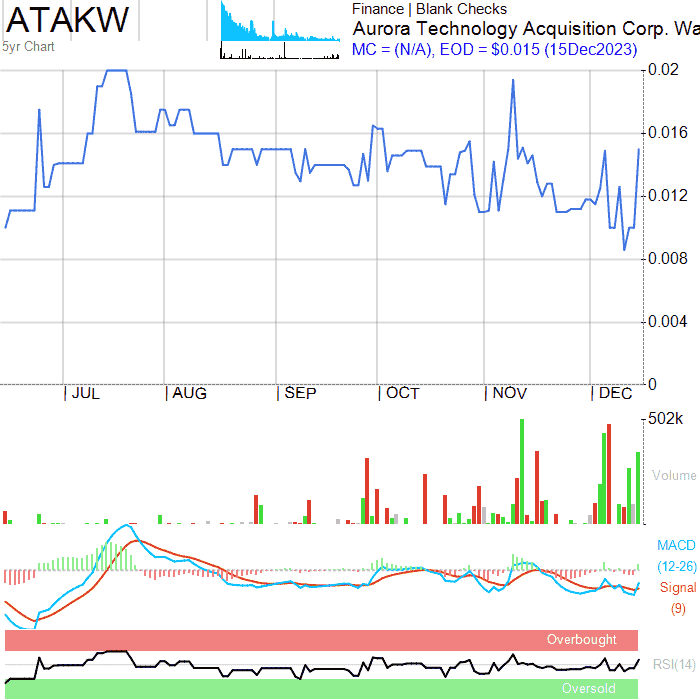 ATAKW
5yr Chart
Finance | Blank Checks
Aurora Technology Acquisition Corp. Wa
MC = (N/A), EOD = $0.015 (15Dec2023)
0.02
0.016
0.012
0.008
0.004
0
| JUL | AUG | SEP | OCT | NOV | DEC
502k
Volume
MACD
(12-26)
Signal
(9)
Overbought
RSI(14)
Oversold